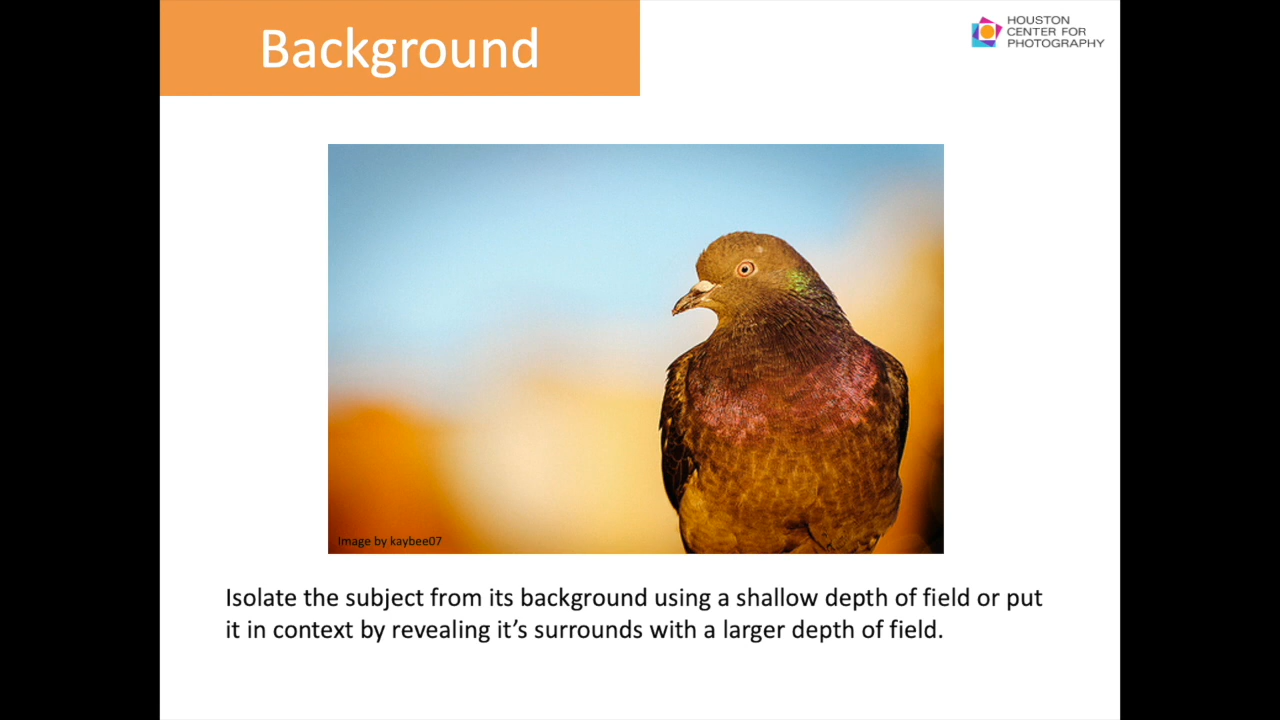 Background
HOUSTON
CENTER FOR
PHOTOGRAPHY
Image by kaybee07
Isolate the subject from its background using a shallow depth of field or put
it in context by revealing it’s surrounds with a larger depth of field.